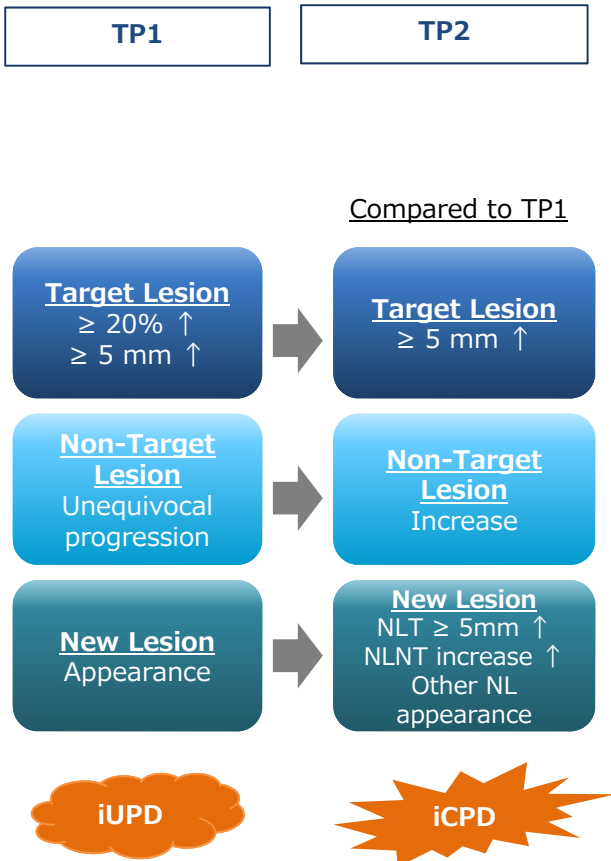 TP1
TP2
Compared to TP1
Target Lesion
≥ 20% ↑
≥ 5 mm ↑
Target Lesion
≥ 5 mm ↑
Non-Target
Lesion
Unequivocal
progression
Non-Target
Lesion
Increase
New Lesion
Appearance
New Lesion
NLT ≥ 5mm ↑
NLNT increase ↑
Other NL
appearance
iUPD
iCPD